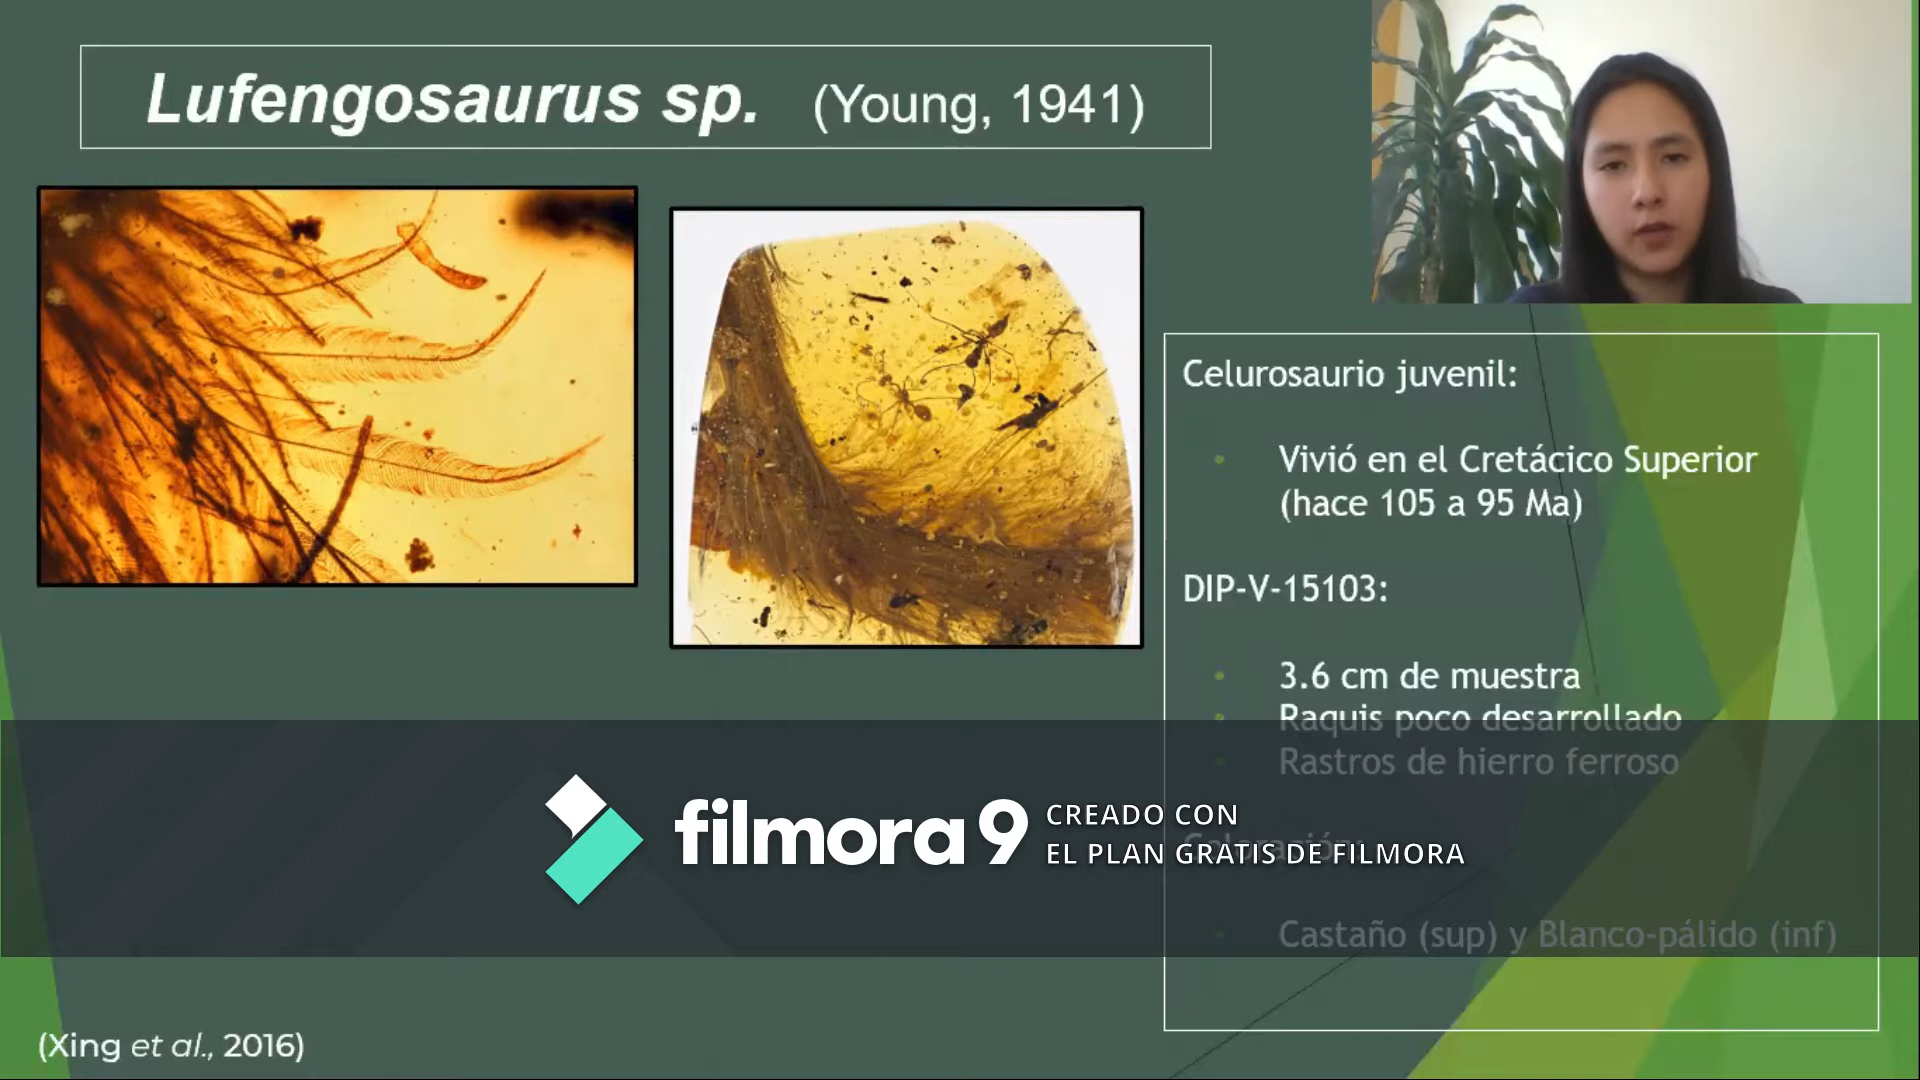 Lufengosaurus sp. (Young, 1941)
Celurosaurio juvenil:
Vivió en el Cretácico Superior
(hace 105 a 95 Ma)
DIP-V-15103:
3.6 cm de muestra
Raquis poco desarrollado
Rastros de hierro ferroso
filmora9 CREADO CON
EL PLAN GRATIS DE FILMORA
Castaño (sup) y Blanco-pálido (inf)
(Xing et al., 2016)